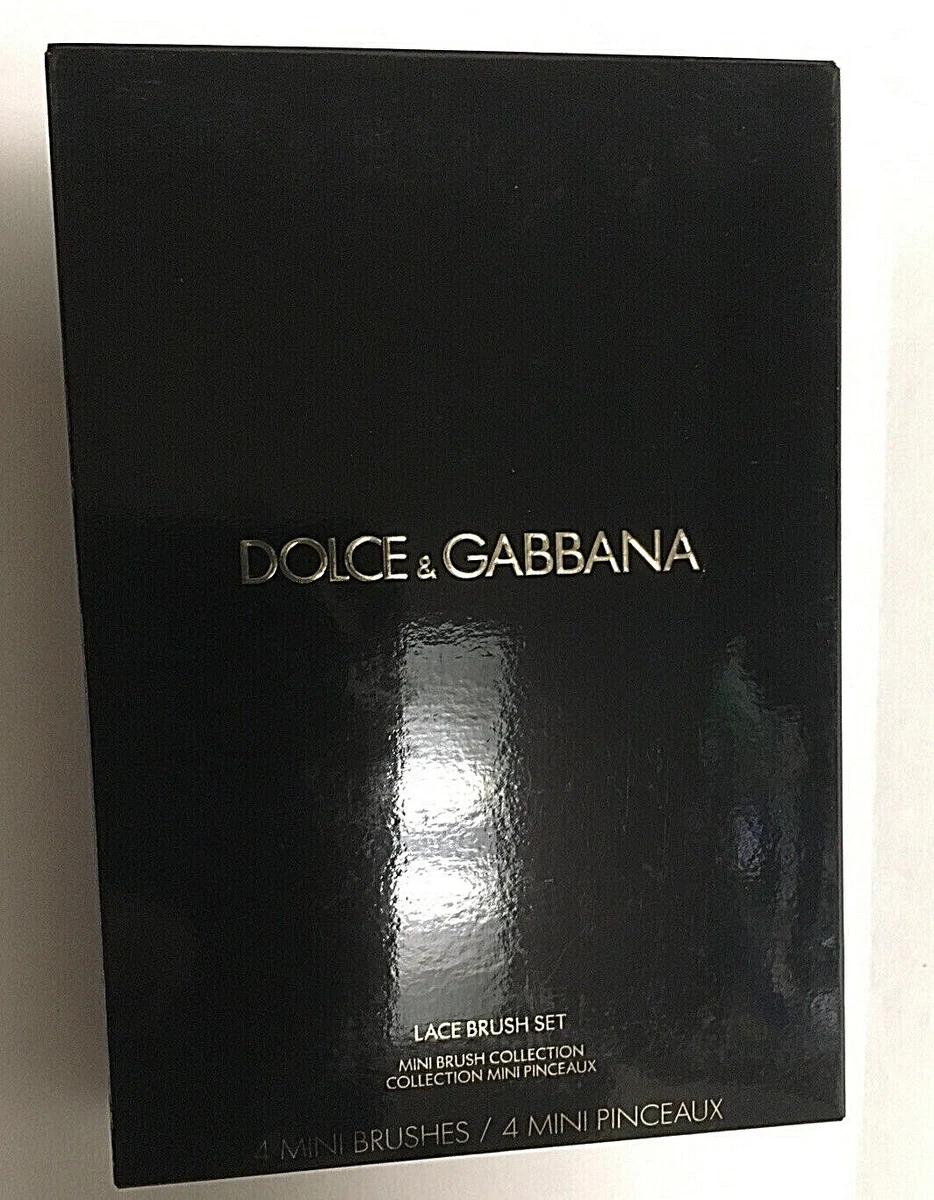 DOLCE & GABBANA
LACE BRUSH SET
MINI BRUSH COLLECTION
COLLECTION MINI PINCEAUX
4 MINI BRUSHES / 4 MINI PINCEAUX